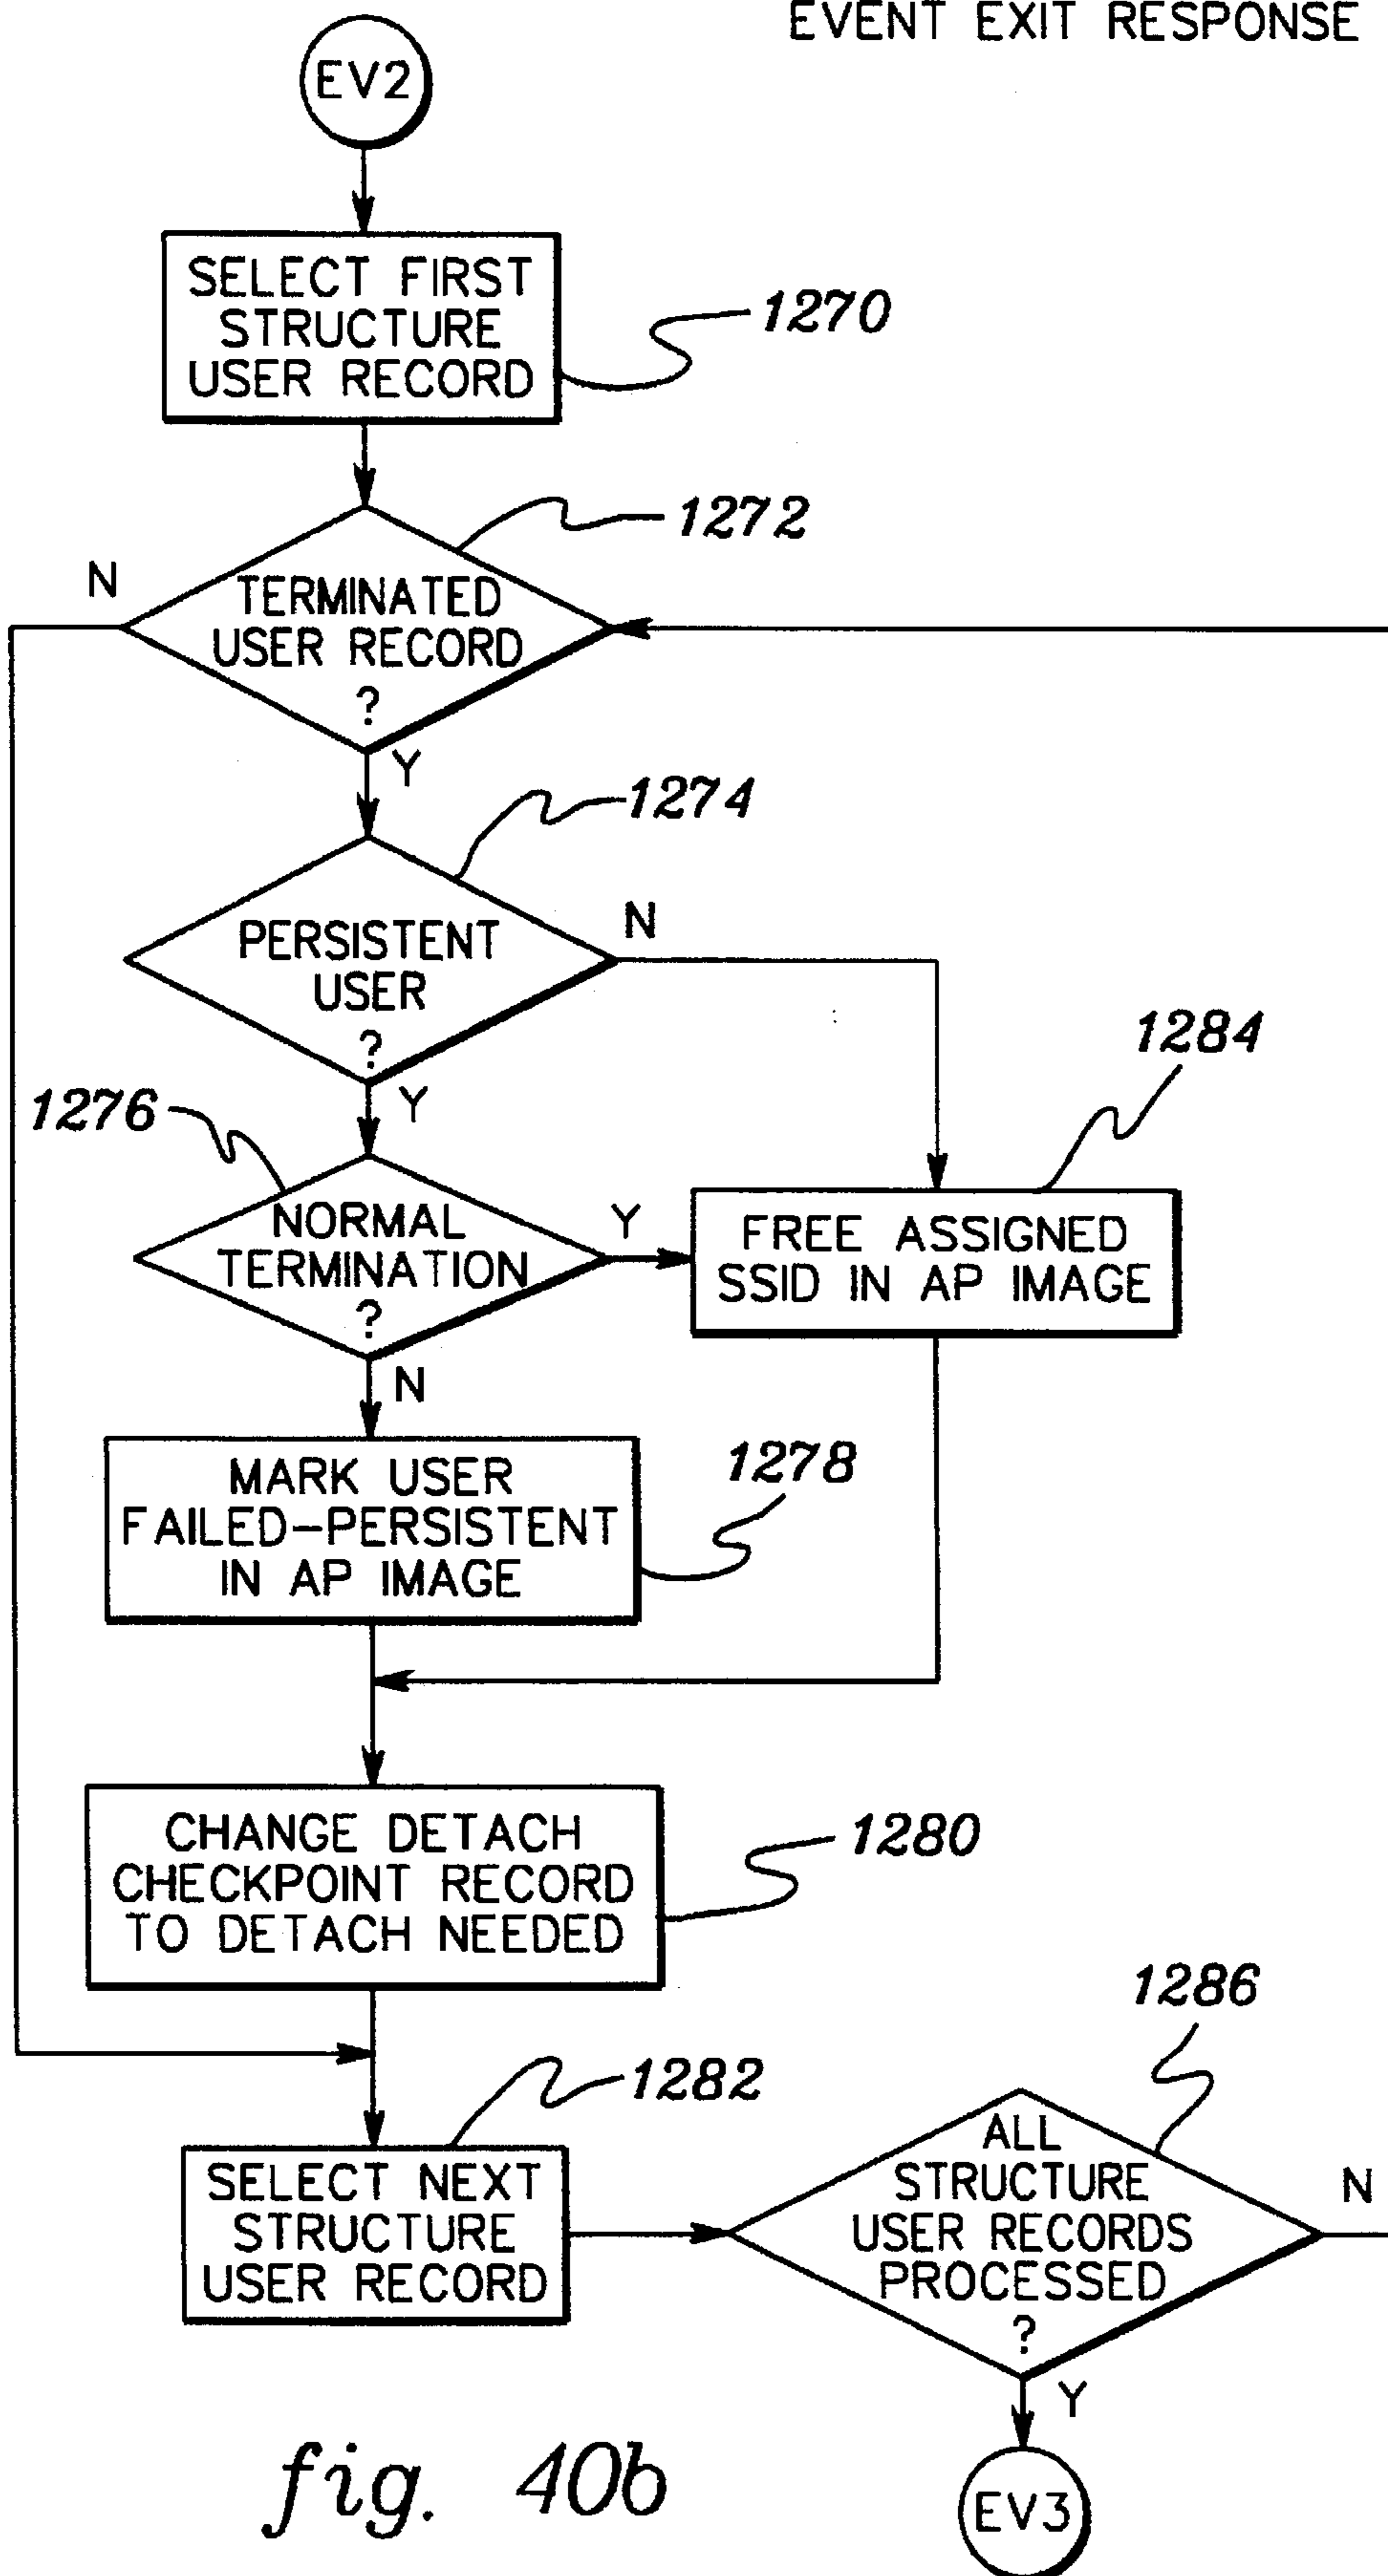 EVENT EXIT RESPONSE
EV2
SELECT FIRST
STRUCTURE
USER RECORD
1270
1272
N
TERMINATED
USER RECORD
?
Y
1274
PERSISTENT
USER
?
N
Y
1276
1284
NORMAL
TERMINATION
?
Y
FREE ASSIGNED
SSID IN AP IMAGE
N
MARK USER
FAILED-PERSISTENT
IN AP IMAGE
1278
CHANGE DETACH
CHECKPOINT RECORD
TO DETACH NEEDED
1280
1282
1286
SELECT NEXT
STRUCTURE
USER RECORD
ALL
STRUCTURE
USER RECORDS
PROCESSED
?
N
Y
EV3
fig. 40b